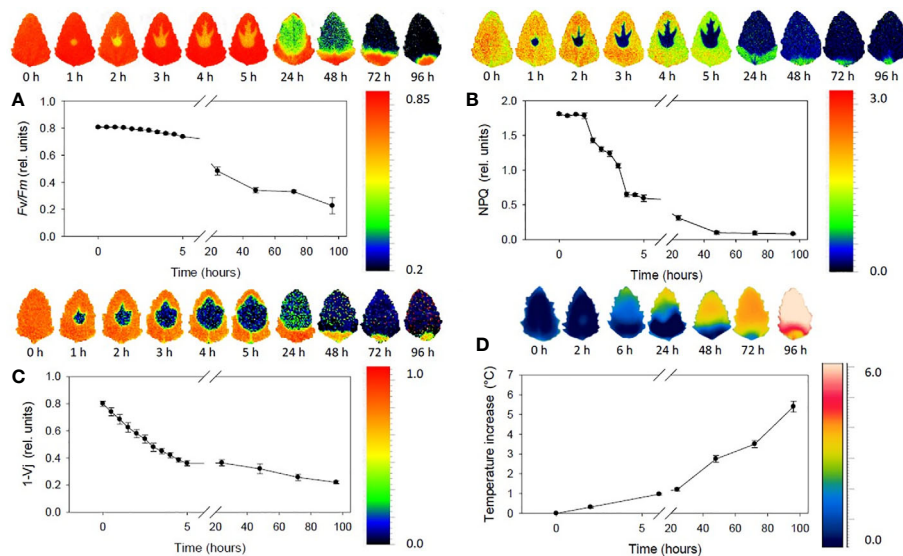 0 h 1 h 2 h 3 h 4 h 5 h 24 h 48 h 72 h 96 h
A
Fv/Fm (rel. units)
1.0
0.8
0.6
0.4
0.2
0.0
0 5 20 40 60 80 100
Time (hours)
0.85
0.2
0 h 1 h 2 h 3 h 4 h 5 h 24 h 48 h 72 h 96 h
B
NPQ (rel. units)
2.0
1.5
1.0
0.5
0.0
0 5 20 40 60 80 100
Time (hours)
3.0
0.0
0 h 1 h 2 h 3 h 4 h 5 h 24 h 48 h 72 h 96 h
C
1-Vj (rel. units)
1.0
0.8
0.6
0.4
0.2
0.0
0 5 20 40 60 80 100
Time (hours)
1.0
0.0
0 h 2 h 6 h 24 h 48 h 72 h 96 h
D
Temperature increase (°C)
7
6
5
4
3
2
1
0
0 5 20 40 60 80 100
Time (hours)
6.0
0.0